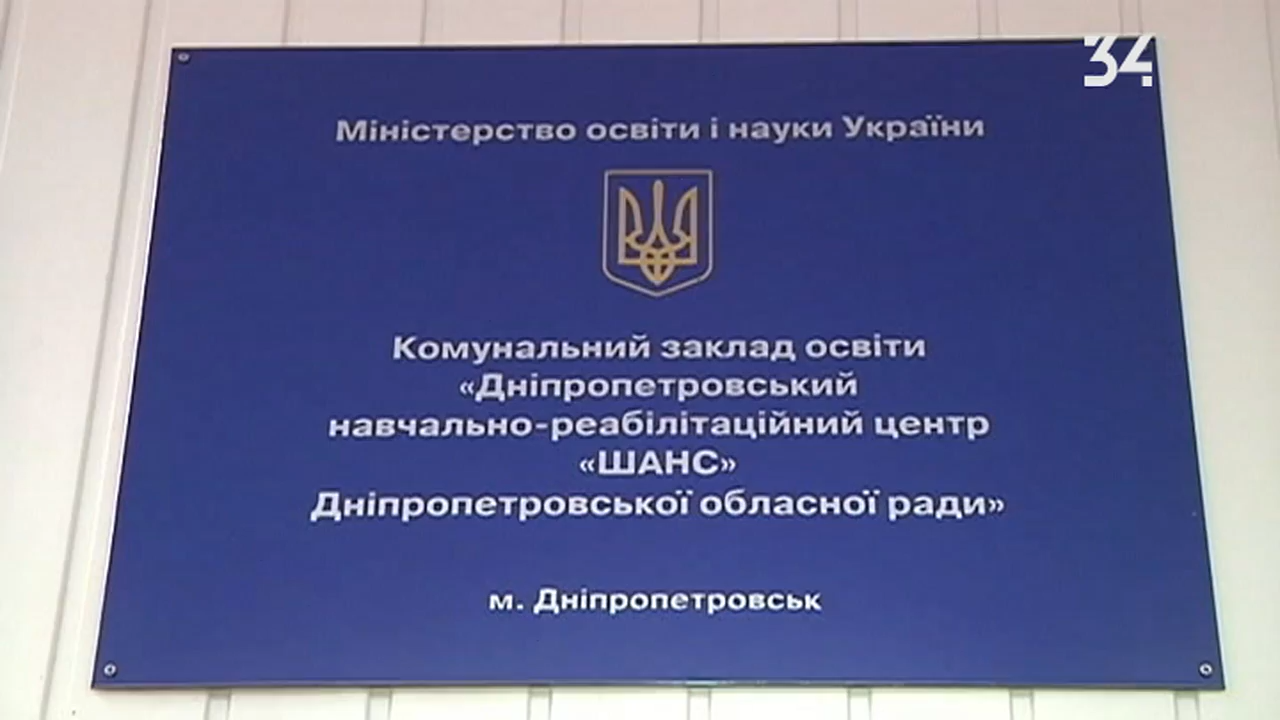 34
Міністерство освіти і науки України
Комунальний заклад освіти
«Дніпропетровський
навчально-реабілітаційний центр
«ШАНС»
Дніпропетровської обласної ради»
м. Дніпропетровськ